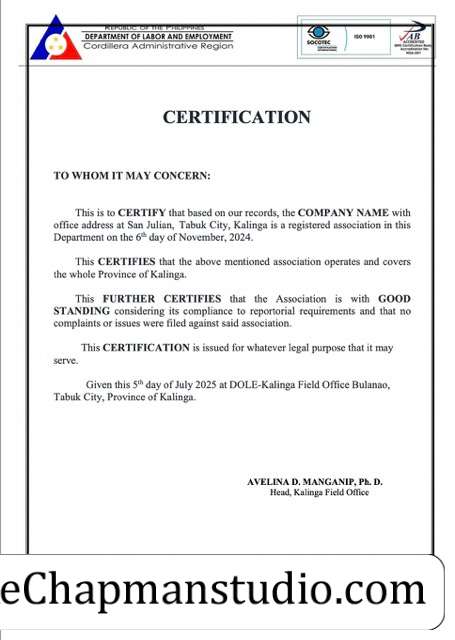 REPUBLIC OF THE PHILIPPINES
DEPARTMENT OF LABOR AND EMPLOYMENT
Cordillera Administrative Region
SOCOTEC
ISO 9001
PAB
ACCREDITED
CERTIFICATION
TO WHOM IT MAY CONCERN:
This is to CERTIFY that based on our records, the COMPANY NAME with
office address at San Julian, Tabuk City, Kalinga is a registered association in this
Department on the 6th day of November, 2024.
This CERTIFIES that the above mentioned association operates and covers
the whole Province of Kalinga.
This FURTHER CERTIFIES that the Association is with GOOD
STANDING considering its compliance to reportorial requirements and that no
complaints or issues were filed against said association.
This CERTIFICATION is issued for whatever legal purpose that it may
serve.
Given this 5th day of July 2025 at DOLE-Kalinga Field Office Bulanao,
Tabuk City, Province of Kalinga.
AVELINA D. MANGANIP, Ph. D.
Head, Kalinga Field Office
eChapmanstudio.com